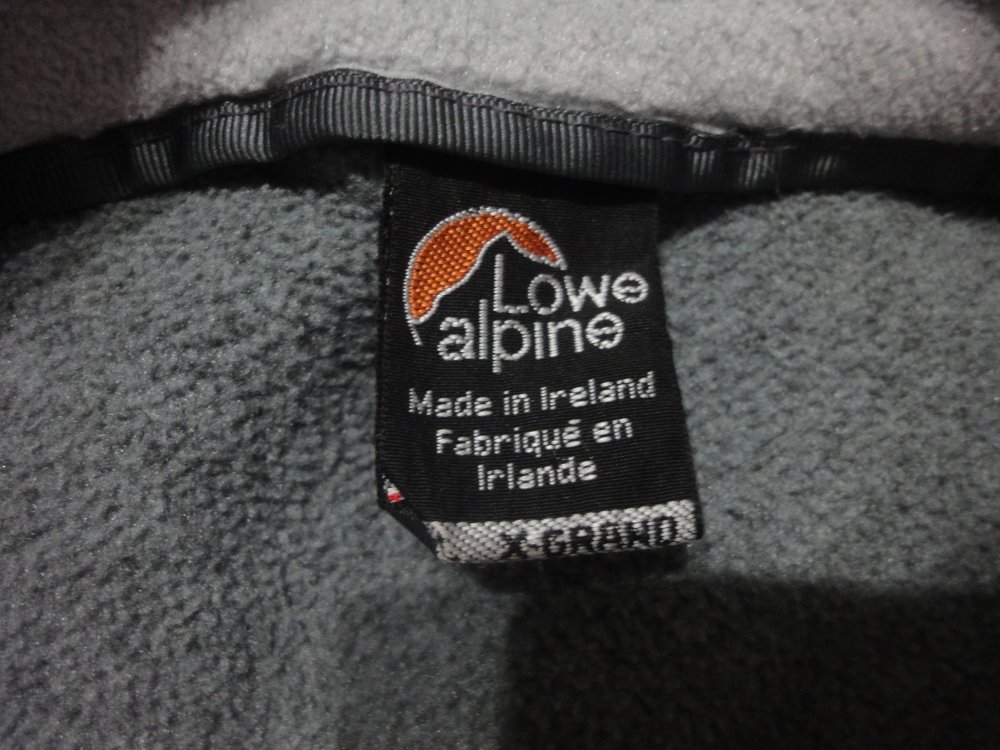 Lowe
alpine
Made in Ireland
Fabriqué en
Irlande
X-GRAND